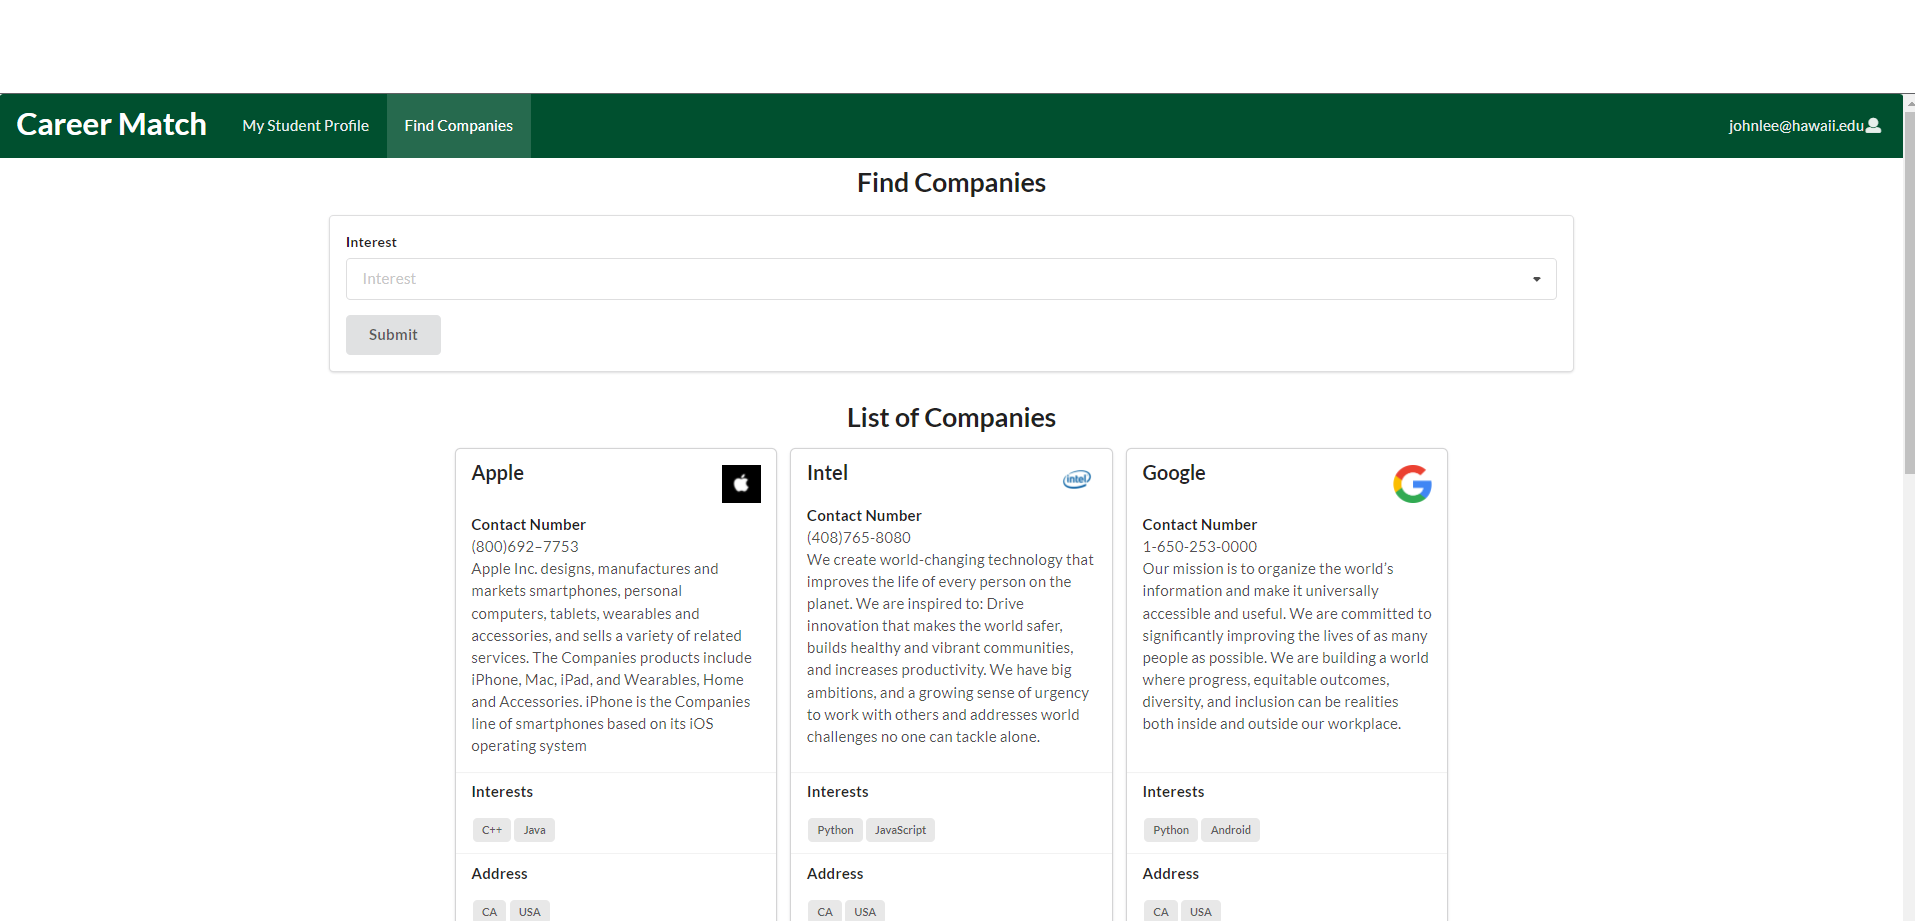 Career Match My Student Profile Find Companies johnlee@hawaii.edu
Find Companies
Interest
Interest
Submit
List of Companies
Apple
Contact Number
(800)692–7753
Apple Inc. designs, manufactures and
markets smartphones, personal
computers, tablets, wearables and
accessories, and sells a variety of related
services. The Companies products include
iPhone, Mac, iPad, and Wearables, Home
and Accessories. iPhone is the Companies
line of smartphones based on its iOS
operating system
Interests
C++ Java
Address
CA USA
Intel
intel
Contact Number
(408)765-8080
We create world-changing technology that
improves the life of every person on the
planet. We are inspired to: Drive
innovation that makes the world safer,
builds healthy and vibrant communities,
and increases productivity. We have big
ambitions, and a growing sense of urgency
to work with others and addresses world
challenges no one can tackle alone.
Interests
Python JavaScript
Address
CA USA
Google
Contact Number
1-650-253-0000
Our mission is to organize the world’s
information and make it universally
accessible and useful. We are committed to
significantly improving the lives of as many
people as possible. We are building a world
where progress, equitable outcomes,
diversity, and inclusion can be realities
both inside and outside our workplace.
Interests
Python Android
Address
CA USA